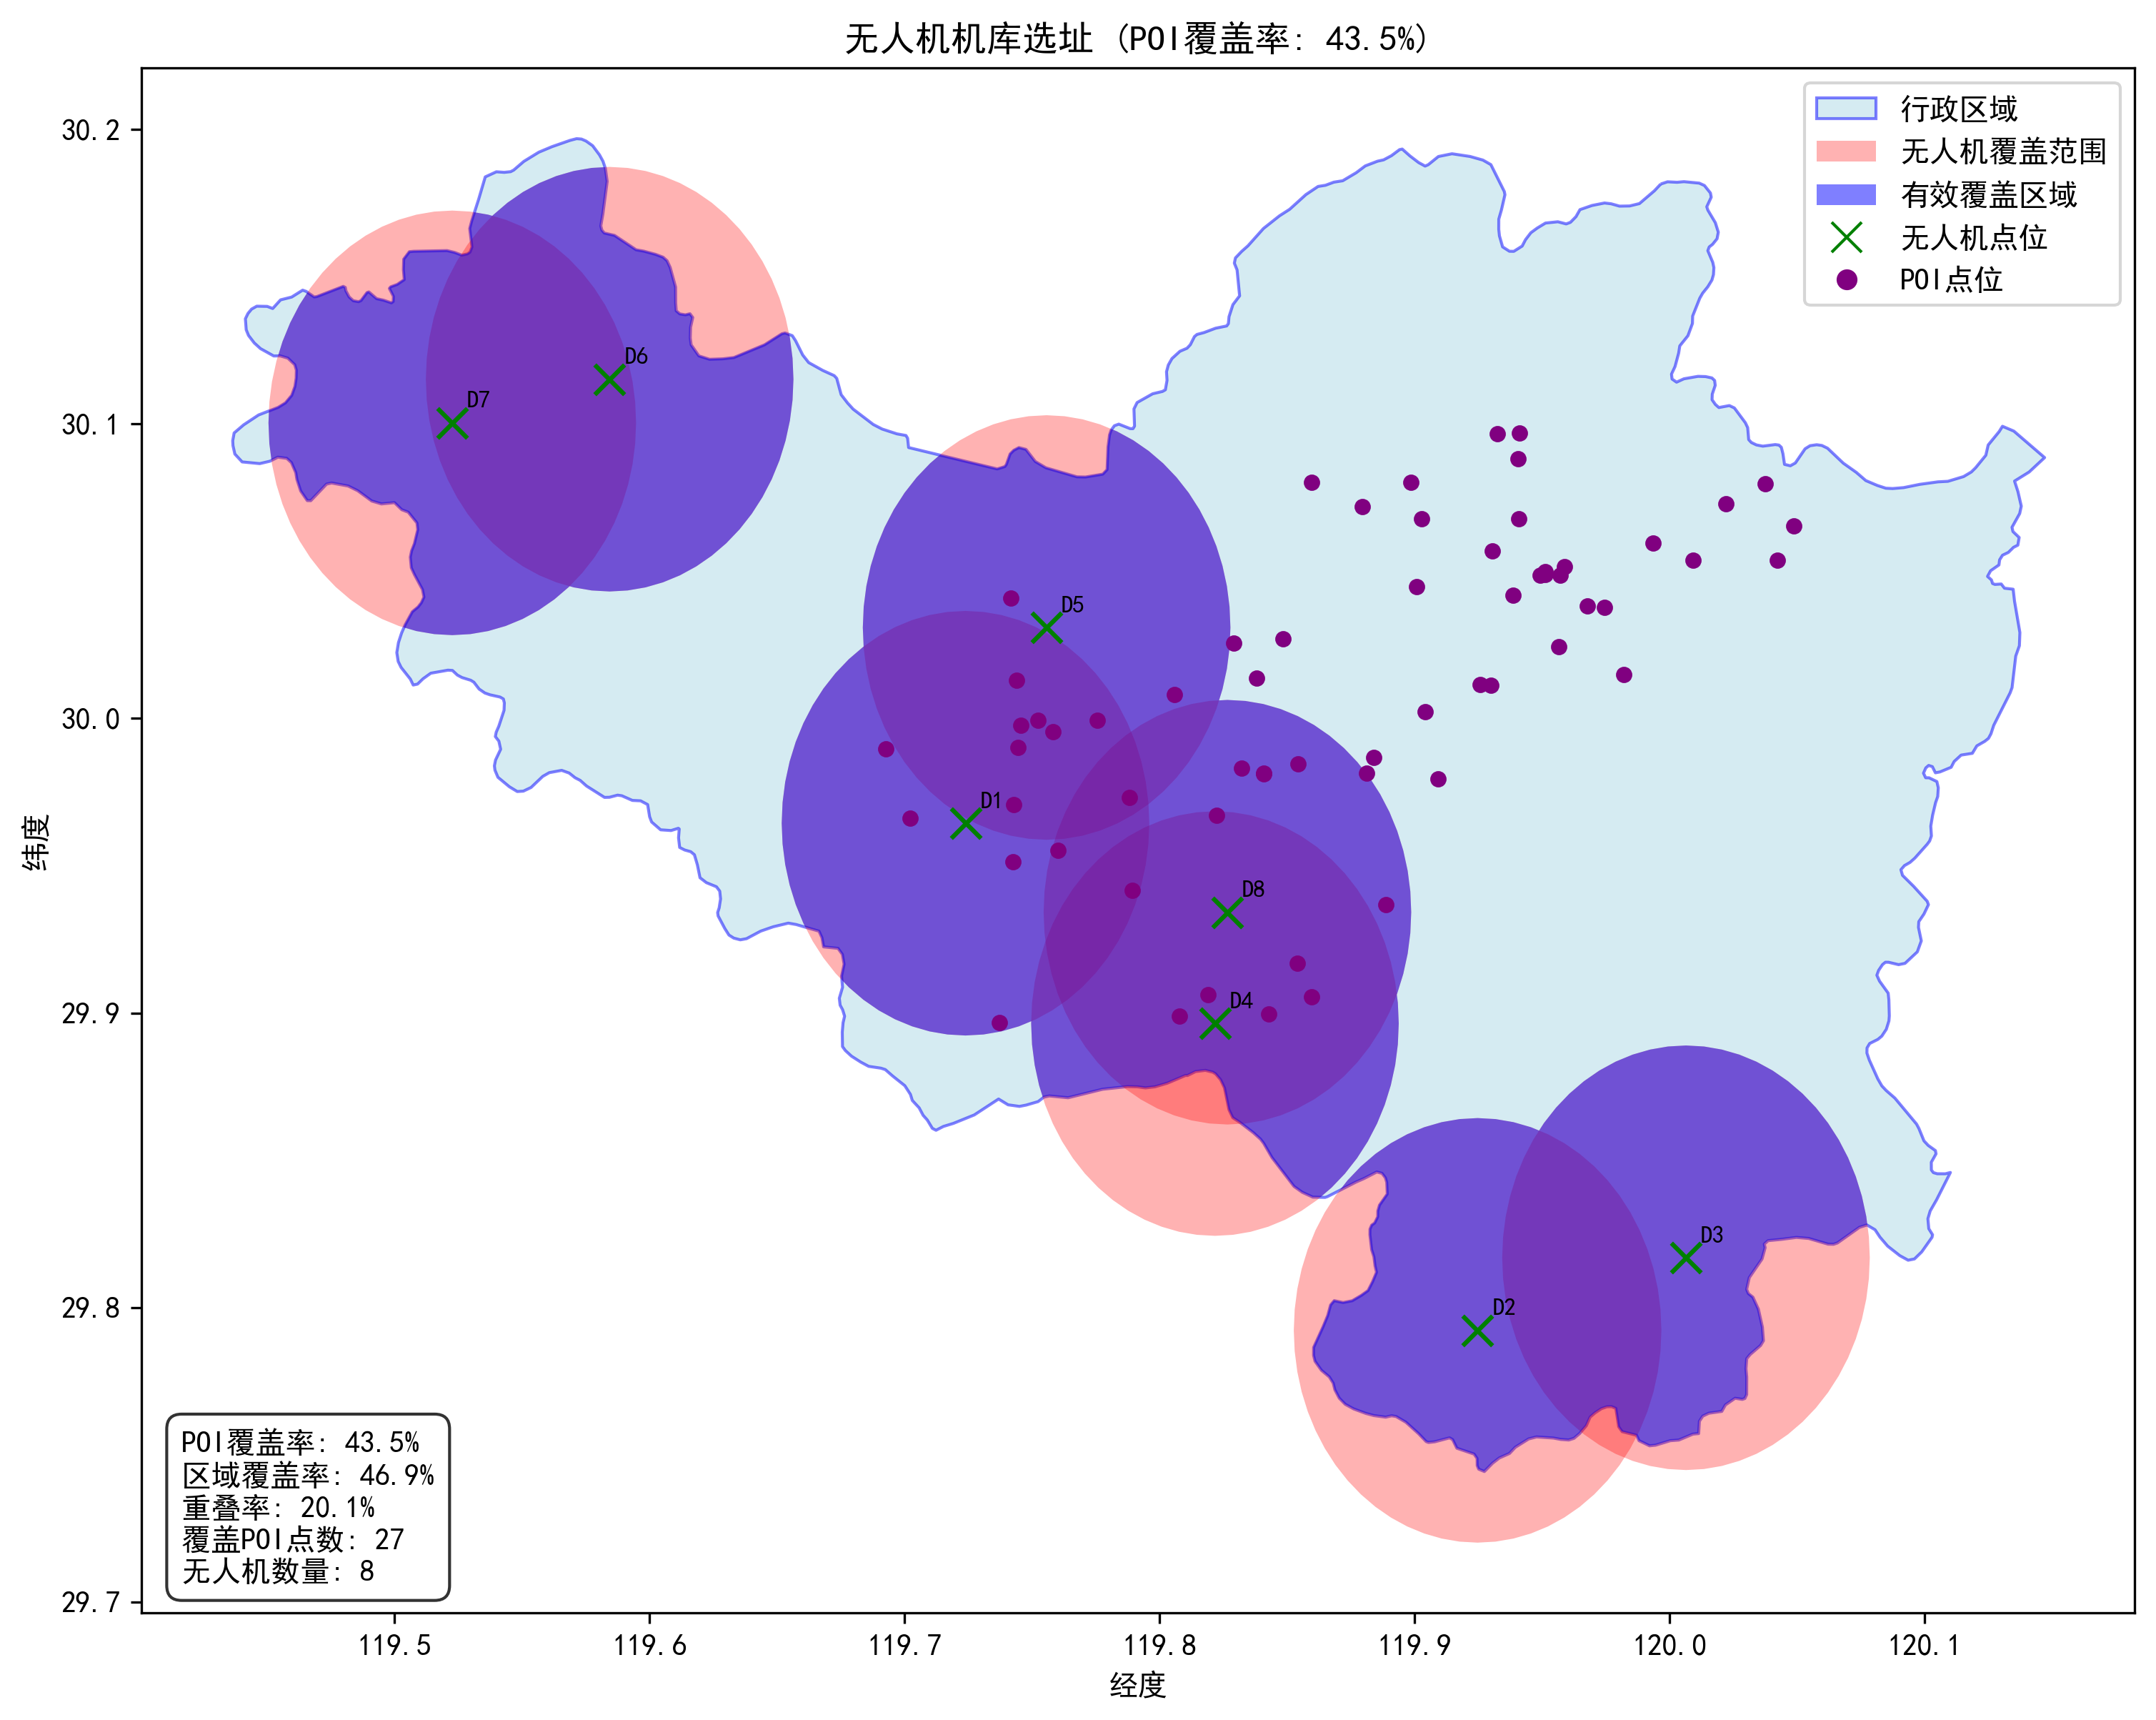 无人机机库选址 (POI覆盖率: 43.5%)
行政区域
无人机覆盖范围
有效覆盖区域
无人机点位
POI点位
纬度
30.2
30.1
30.0
29.9
29.8
29.7
D6
D7
D5
D1
D8
D4
D3
D2
POI覆盖率: 43.5%
区域覆盖率: 46.9%
重叠率: 20.1%
覆盖POI点数: 27
无人机数量: 8
119.5 119.6 119.7 119.8 119.9 120.0 120.1
经度